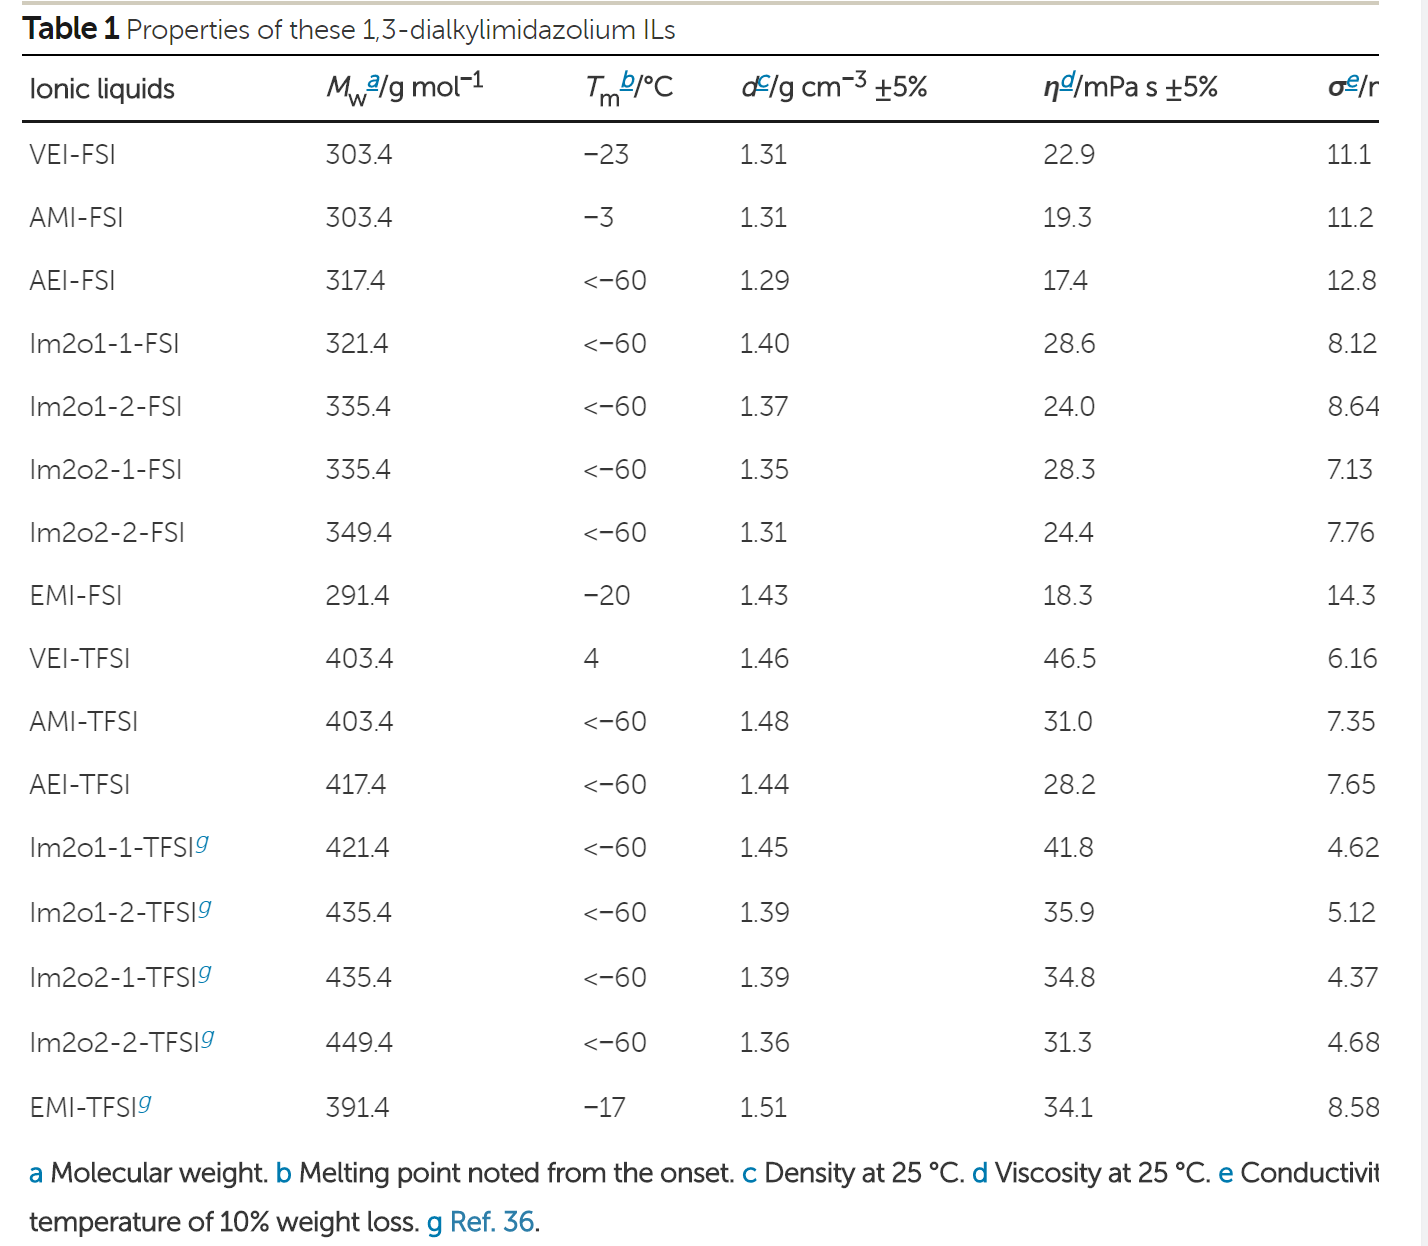 Table 1 Properties of these 1,3-dialkylimidazolium ILs
Ionic liquids Mwa/g mol−1 Tmb/°C dc/g cm−3 ±5% ηd/mPa s ±5% σe/
VEI-FSI 303.4 −23 1.31 22.9 11.1
AMI-FSI 303.4 −3 1.31 19.3 11.2
AEI-FSI 317.4 <−60 1.29 17.4 12.8
Im2o1-1-FSI 321.4 <−60 1.40 28.6 8.12
Im2o1-2-FSI 335.4 <−60 1.37 24.0 8.64
Im2o2-1-FSI 335.4 <−60 1.35 28.3 7.13
Im2o2-2-FSI 349.4 <−60 1.31 24.4 7.76
EMI-FSI 291.4 −20 1.43 18.3 14.3
VEI-TFSI 403.4 4 1.46 46.5 6.16
AMI-TFSI 403.4 <−60 1.48 31.0 7.35
AEI-TFSI 417.4 <−60 1.44 28.2 7.65
Im2o1-1-TFSIg 421.4 <−60 1.45 41.8 4.62
Im2o1-2-TFSIg 435.4 <−60 1.39 35.9 5.12
Im2o2-1-TFSIg 435.4 <−60 1.39 34.8 4.37
Im2o2-2-TFSIg 449.4 <−60 1.36 31.3 4.68
EMI-TFSIg 391.4 −17 1.51 34.1 8.58
a Molecular weight. b Melting point noted from the onset. c Density at 25 °C. d Viscosity at 25 °C. e Conductivit
temperature of 10% weight loss. g Ref. 36.